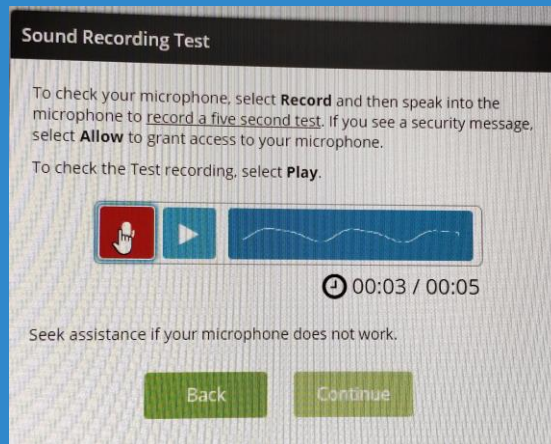 Sound Recording Test
To check your microphone, select Record and then speak into the
microphone to record a five second test. If you see a security message,
select Allow to grant access to your microphone.
To check the Test recording, select Play.
00:03 / 00:05
Seek assistance if your microphone does not work.
Back
Continue